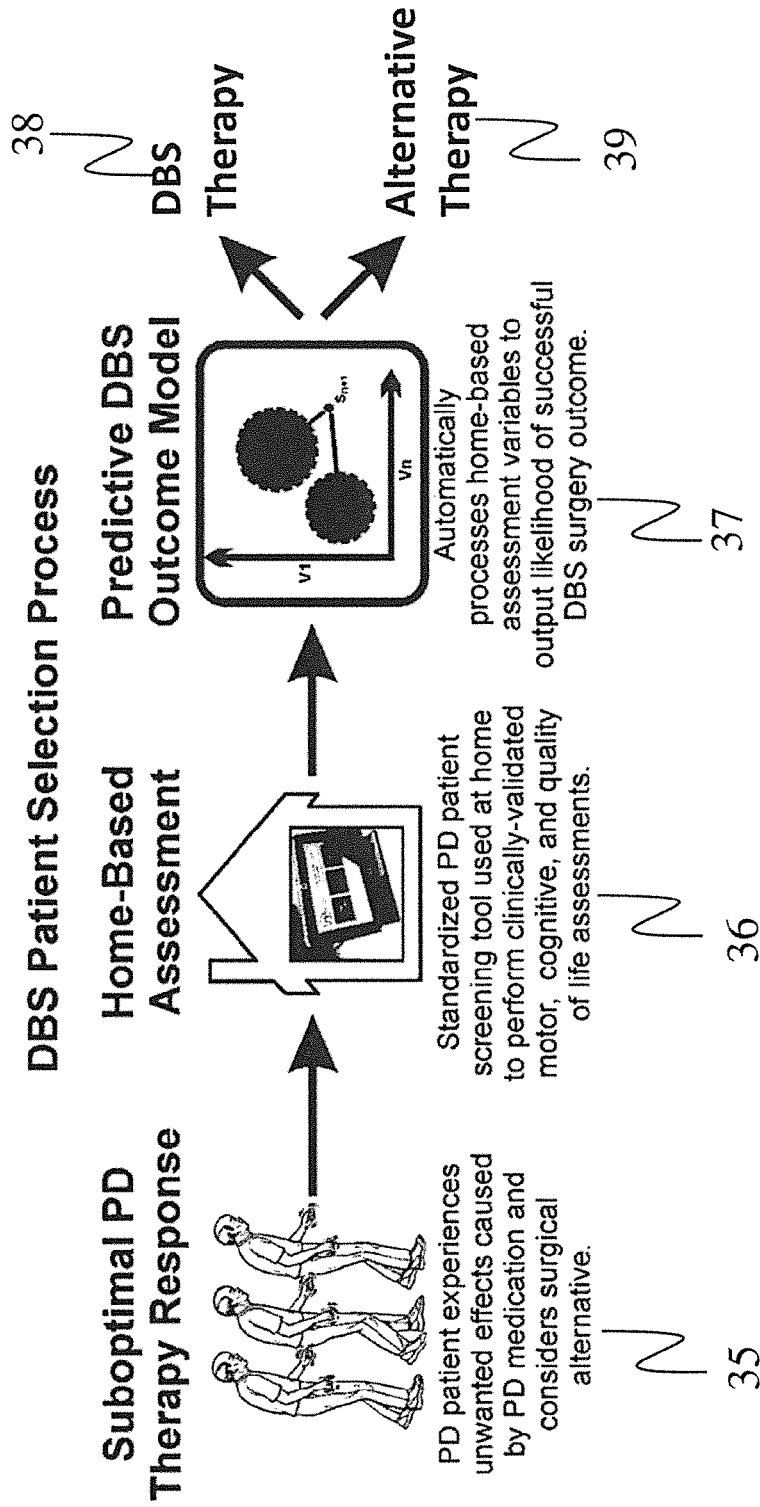 DBS Patient Selection Process
Suboptimal PD
Therapy Response
PD patient experiences
unwanted effects caused
by PD medication and
considers surgical
alternative.
35
Home-Based
Assessment
Standardized PD patient
screening tool used at home
to perform clinically-validated
motor, cognitive, and quality
of life assessments.
36
Predictive DBS
Outcome Model
V1
Vn
Sn+1
Automatically
processes home-based
assessment variables to
output likelihood of successful
DBS surgery outcome.
37
38
DBS
Therapy
Alternative
Therapy
39